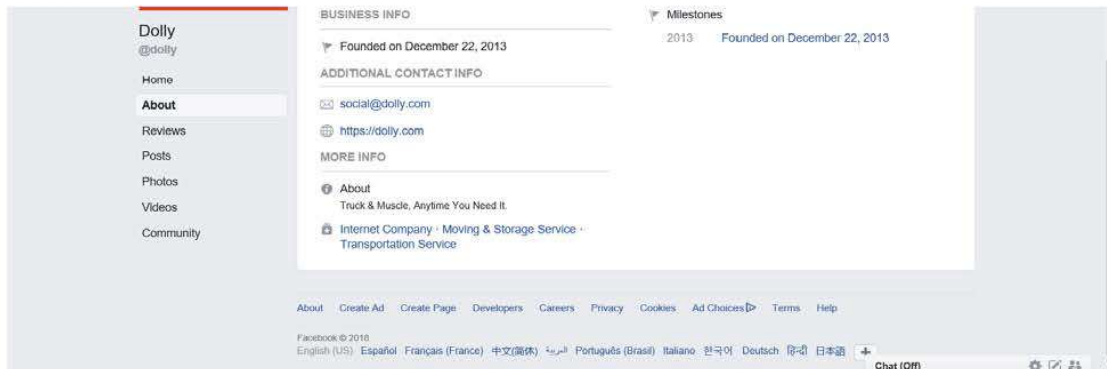 Dolly
@dolly
Home
About
Reviews
Posts
Photos
Videos
Community
BUSINESS INFO
Founded on December 22, 2013
ADDITIONAL CONTACT INFO
social@dolly.com
https://dolly.com
MORE INFO
About
Truck & Muscle, Anytime You Need It.
Internet Company · Moving & Storage Service ·
Transportation Service
Milestones
2013 Founded on December 22, 2013
About Create Ad Create Page Developers Careers Privacy Cookies Ad Choices Terms Help
Facebook © 2018
English (US) Español Français (France) 中文(简体) العربية Português (Brasil) Italiano 한국어 Deutsch हिन्दी 日本語 +
Chat (Off)